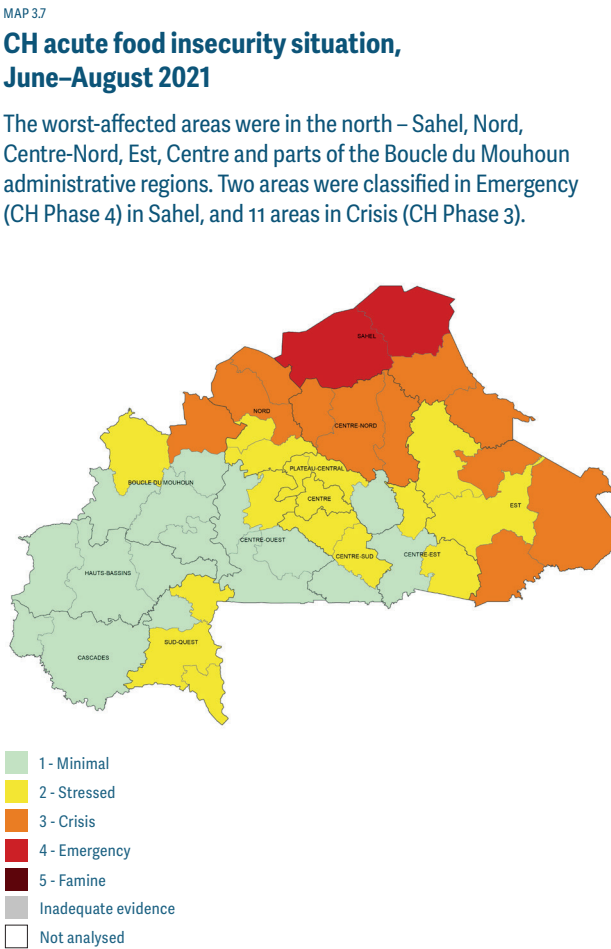 MAP 3.7
CH acute food insecurity situation,
June–August 2021
The worst-affected areas were in the north – Sahel, Nord,
Centre-Nord, Est, Centre and parts of the Boucle du Mouhoun
administrative regions. Two areas were classified in Emergency
(CH Phase 4) in Sahel, and 11 areas in Crisis (CH Phase 3).
SAHEL
NORD
CENTRE-NORD
PLATEAU-CENTRAL
BOUCLE DU MOUHOUN
CENTRE
EST
CENTRE-OUEST
CENTRE-SUD
CENTRE-EST
HAUTS-BASSINS
SUD-OUEST
CASCADES
1 - Minimal
2 - Stressed
3 - Crisis
4 - Emergency
5 - Famine
Inadequate evidence
Not analysed